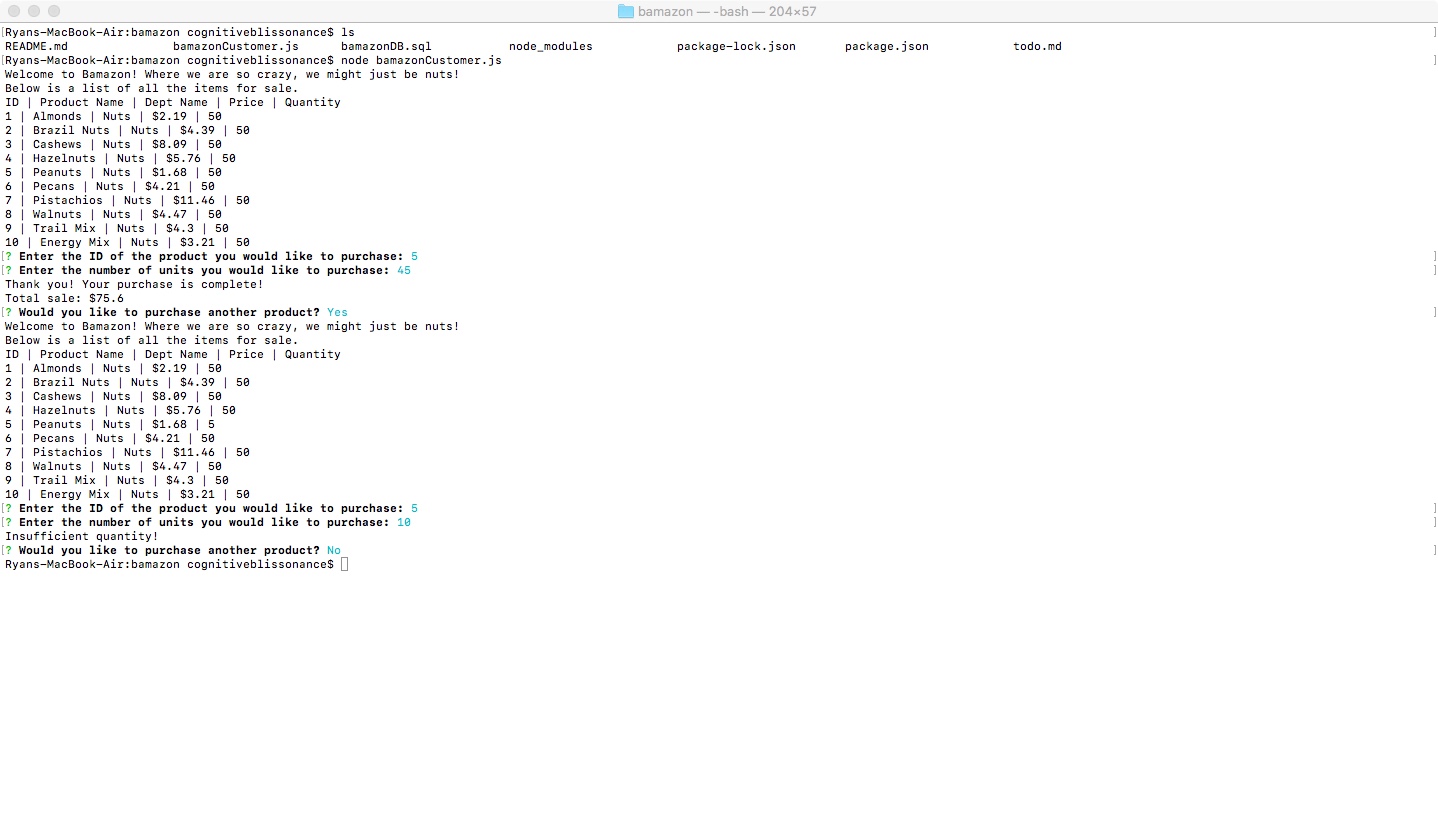 bamazon — -bash — 204×57
[Ryans-MacBook-Air:bamazon cognitiveblissonance$ ls ]
README.md bamazonCustomer.js bamazonDB.sql node_modules package-lock.json package.json todo.md
[Ryans-MacBook-Air:bamazon cognitiveblissonance$ node bamazonCustomer.js ]
Welcome to Bamazon! Where we are so crazy, we might just be nuts!
Below is a list of all the items for sale.
ID | Product Name | Dept Name | Price | Quantity
1 | Almonds | Nuts | $2.19 | 50
2 | Brazil Nuts | Nuts | $4.39 | 50
3 | Cashews | Nuts | $8.09 | 50
4 | Hazelnuts | Nuts | $5.76 | 50
5 | Peanuts | Nuts | $1.68 | 50
6 | Pecans | Nuts | $4.21 | 50
7 | Pistachios | Nuts | $11.46 | 50
8 | Walnuts | Nuts | $4.47 | 50
9 | Trail Mix | Nuts | $4.3 | 50
10 | Energy Mix | Nuts | $3.21 | 50
[? Enter the ID of the product you would like to purchase: 5 ]
[? Enter the number of units you would like to purchase: 45 ]
Thank you! Your purchase is complete!
Total sale: $75.6
[? Would you like to purchase another product? Yes ]
Welcome to Bamazon! Where we are so crazy, we might just be nuts!
Below is a list of all the items for sale.
ID | Product Name | Dept Name | Price | Quantity
1 | Almonds | Nuts | $2.19 | 50
2 | Brazil Nuts | Nuts | $4.39 | 50
3 | Cashews | Nuts | $8.09 | 50
4 | Hazelnuts | Nuts | $5.76 | 50
5 | Peanuts | Nuts | $1.68 | 5
6 | Pecans | Nuts | $4.21 | 50
7 | Pistachios | Nuts | $11.46 | 50
8 | Walnuts | Nuts | $4.47 | 50
9 | Trail Mix | Nuts | $4.3 | 50
10 | Energy Mix | Nuts | $3.21 | 50
[? Enter the ID of the product you would like to purchase: 5 ]
[? Enter the number of units you would like to purchase: 10 ]
Insufficient quantity!
[? Would you like to purchase another product? No ]
Ryans-MacBook-Air:bamazon cognitiveblissonance$